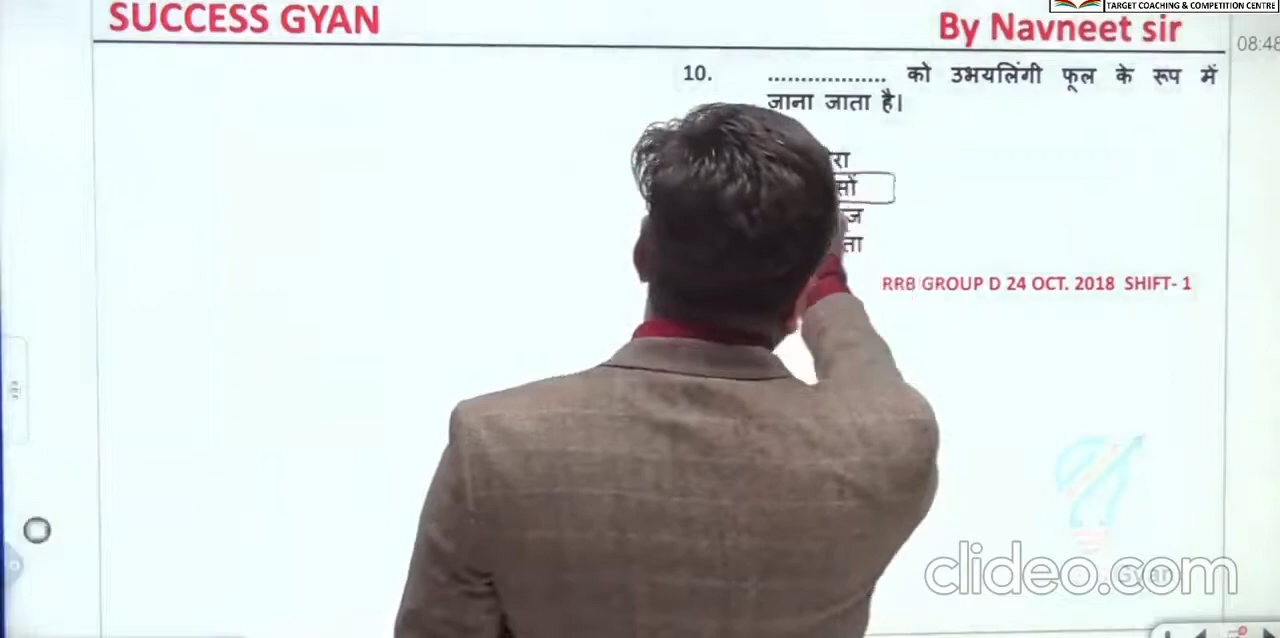 TARGET COACHING & COMPETITION CENTRE
SUCCESS GYAN
By Navneet sir
08:48
10. .................. को उभयलिंगी फूल के रूप में
जाना जाता है।
RRB GROUP D 24 OCT. 2018 SHIFT- 1
clideo.com